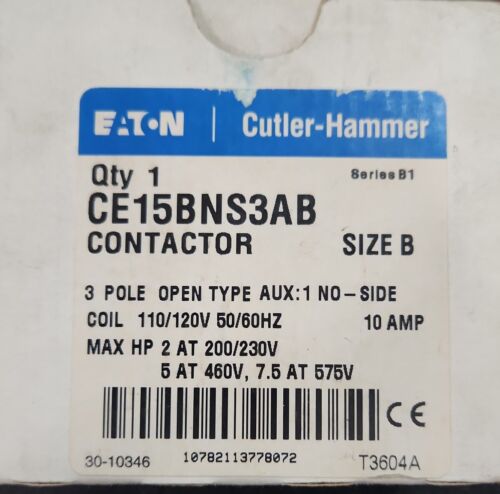 EATON | Cutler-Hammer
Qty 1 Series B1
CE15BNS3AB
CONTACTOR SIZE B
3 POLE OPEN TYPE AUX:1 NO-SIDE
COIL 110/120V 50/60HZ 10 AMP
MAX HP 2 AT 200/230V
5 AT 460V, 7.5 AT 575V
CE
30-10346 10782113778072 T3604A